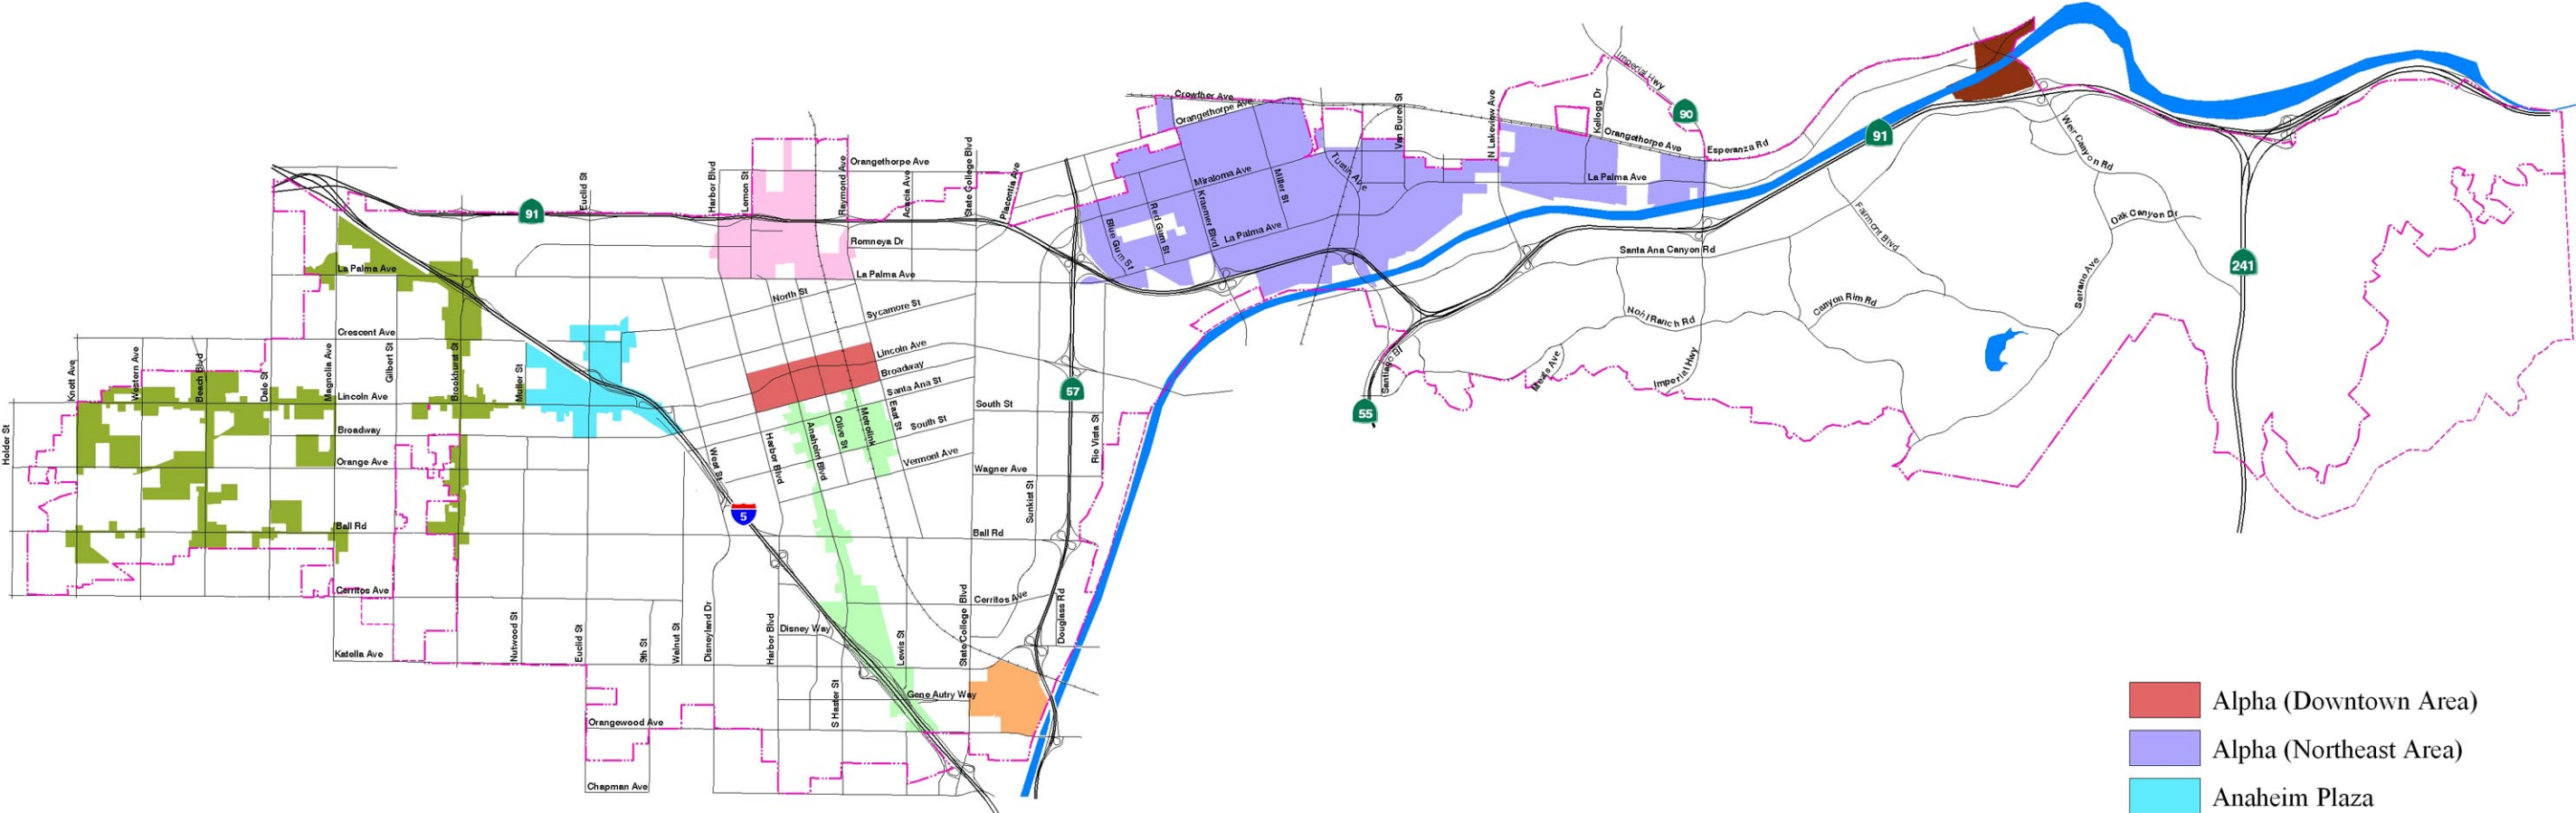 Imperial Hwy
Crowther Ave
Orangethorpe Ave
Van Buren St
N Lakeview Ave
Kellogg Dr
90
Orangethorpe Ave
Esperanza Rd
91
Weir Canyon Rd
Orangethorpe Ave
Harbor Blvd
Lemon St
Raymond Ave
Acacia Ave
State College Blvd
Placentia Ave
Euclid St
91
Miraloma Ave
Miller St
Tustin Ave
La Palma Ave
Kraemer Blvd
Red Gum St
Blue Gum St
La Palma Ave
Romneya Dr
La Palma Ave
La Palma Ave
Santa Ana Canyon Rd
Fairmont Blvd
Oak Canyon Dr
241
Serrano Ave
Canyon Rim Rd
Nohl Ranch Rd
North St
Sycamore St
Crescent Ave
Lincoln Ave
Broadway
Santa Ana St
Knott Ave
Western Ave
Beach Blvd
Dale St
Magnolia Ave
Gilbert St
Brookhurst St
Muller St
Lincoln Ave
Santiago Bl
Meats Ave
Imperial Hwy
57
55
Holder St
Broadway
Orange Ave
West St
Harbor Blvd
Anaheim Blvd
Olive St
Metrolink
East St
South St
Vermont Ave
South St
Rio Vista St
Wagner Ave
Sunkist St
5
Ball Rd
Ball Rd
Cerritos Ave
Cerritos Ave
Nutwood St
Euclid St
9th St
Walnut St
Disneyland Dr
Harbor Blvd
Disney Way
Lewis St
State College Blvd
Douglass Rd
Katella Ave
S Haster St
Gene Autry Way
Orangewood Ave
Chapman Ave
Alpha (Downtown Area)
Alpha (Northeast Area)
Anaheim Plaza